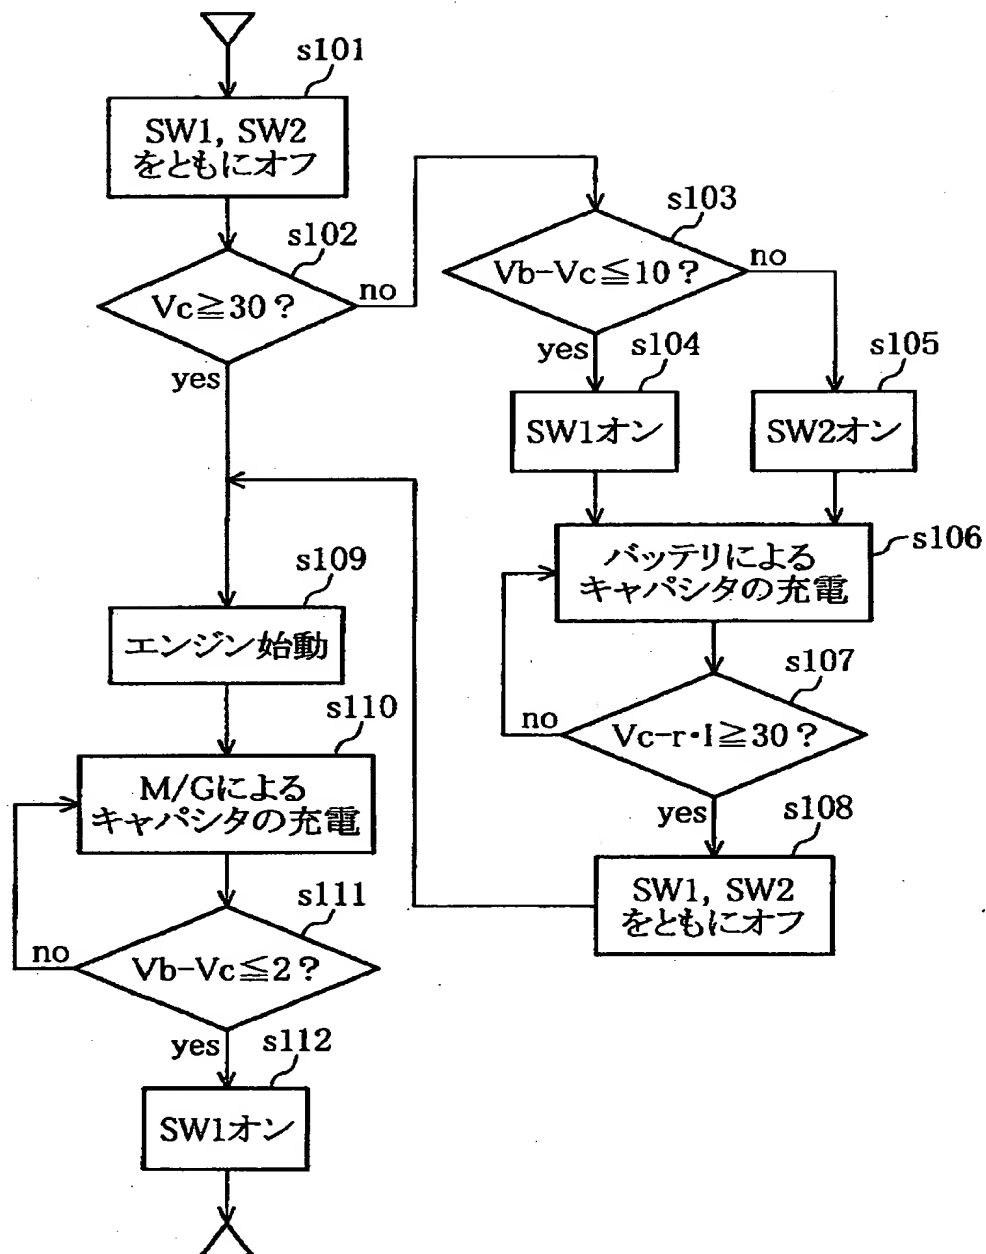 s101
SW1, SW2
をともにオフ
s102
Vc≧30？
no
yes
s103
Vb-Vc≦10？
no
yes
s104
SW1オン
s105
SW2オン
s106
バッテリによる
キャパシタの充電
s107
Vc-r・I≧30？
no
yes
s108
SW1, SW2
をともにオフ
s109
エンジン始動
s110
M/Gによる
キャパシタの充電
s111
Vb-Vc≦2？
no
yes
s112
SW1オン